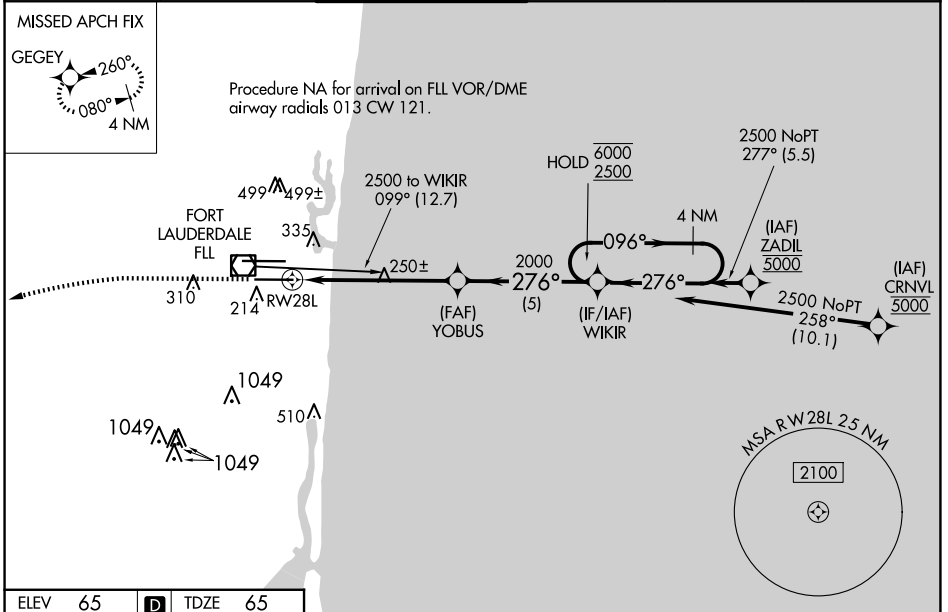 MISSED APCH FIX
GEGEY
260°
080°
4 NM
Procedure NA for arrival on FLL VOR/DME
airway radials 013 CW 121.
2500 NoPT
277° (5.5)
HOLD 6000
2500
499 499±
2500 to WIKIR
099° (12.7)
4 NM
FORT
LAUDERDALE
FLL
335
096°
(IAF)
ZADIL
5000
250±
2000
276°
(5)
276°
(IAF)
CRNVL
5000
310
214
RW28L
(FAF)
YOBUS
(IF/IAF)
WIKIR
2500 NoPT
258°
(10.1)
1049
510
1049
1049
MSA RW28L 25 NM
2100
ELEV 65 D TDZE 65